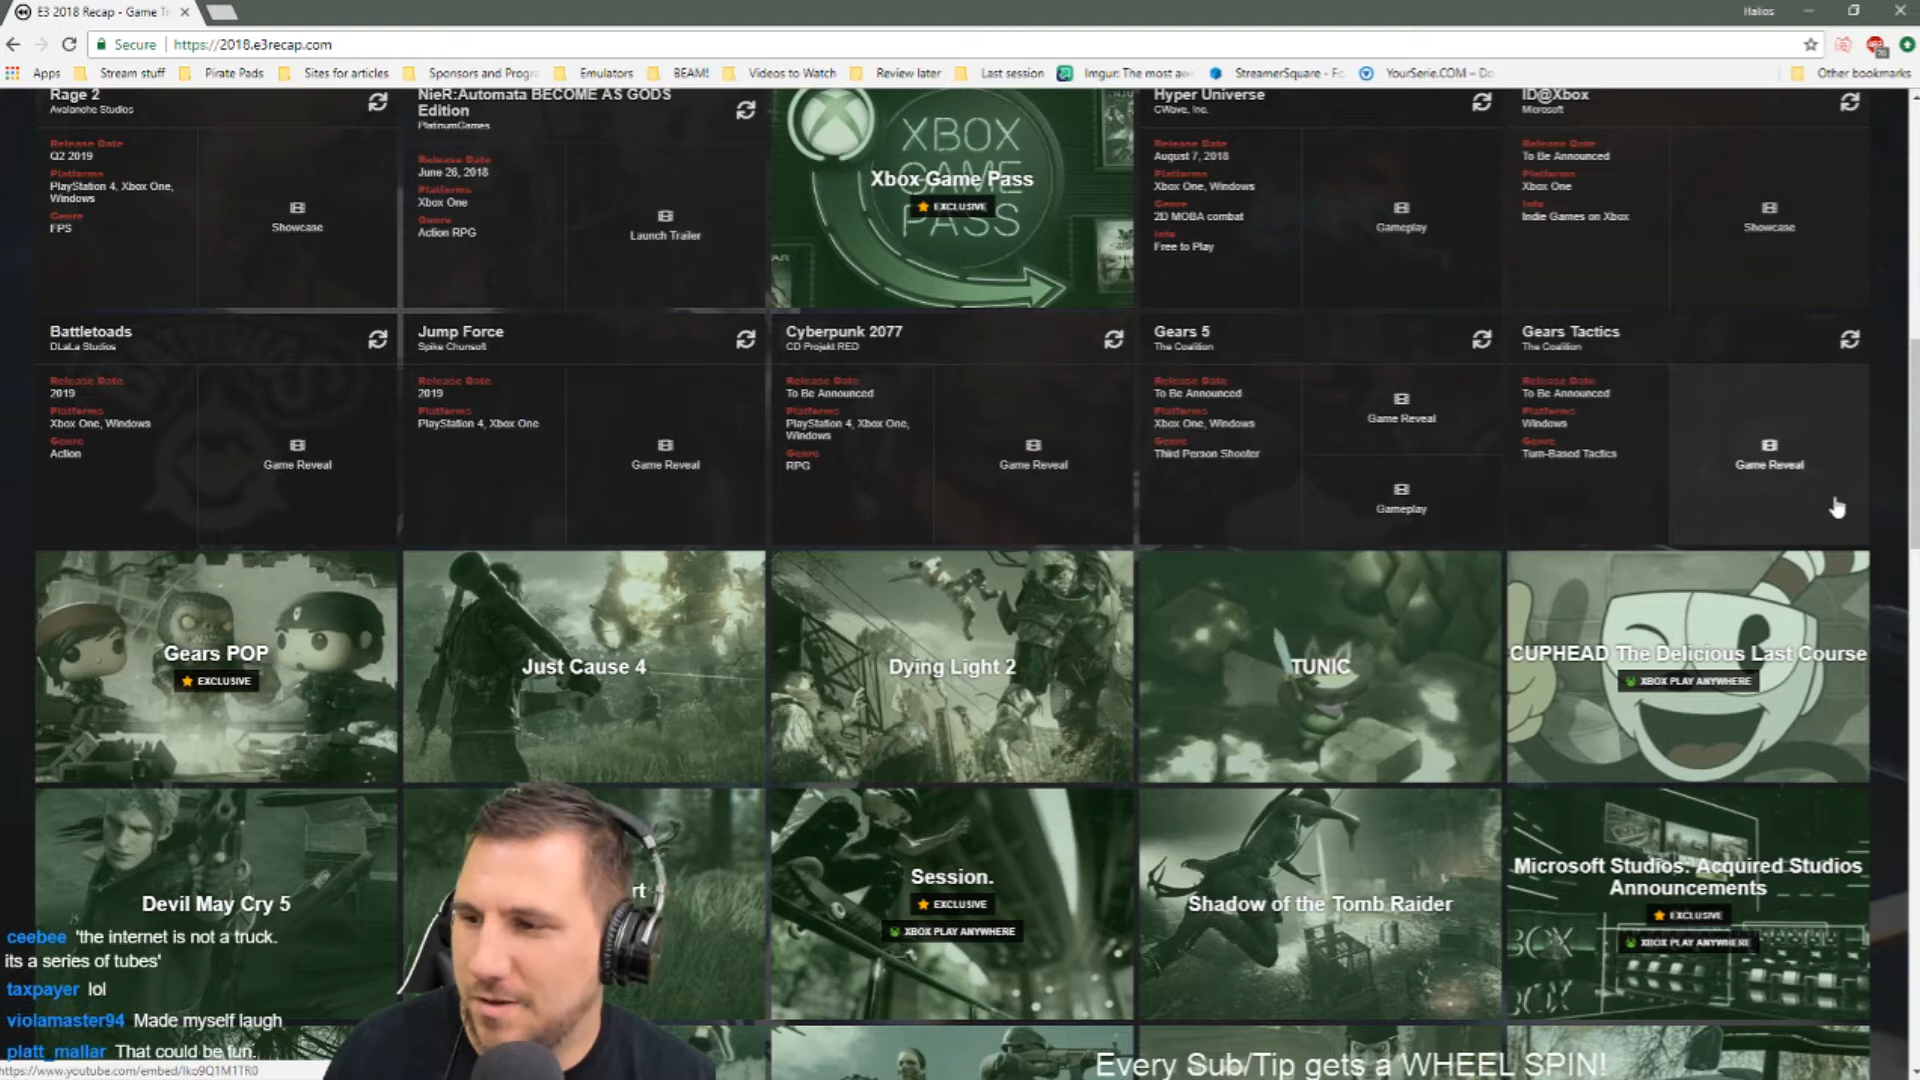 E3 2018 Recap - Game Tr
Halios
Secure https://2018.e3recap.com
Apps Stream stuff Pirate Pads Sites for articles Sponsors and Progra Emulators BEAM! Videos to Watch Review later Last session Imgur: The most aw StreamerSquare - Fo YourSerie.COM – Do Other bookmarks
Rage 2
Avalanche Studios
Release Date
Q2 2019
Platforms
PlayStation 4, Xbox One,
Windows
Genre
FPS
Showcase
NieR:Automata BECOME AS GODS
Edition
PlatinumGames
Release Date
June 26, 2018
Platforms
Xbox One
Genre
Action RPG
Launch Trailer
XBOX
GAME
PASS
Xbox Game Pass
EXCLUSIVE
Hyper Universe
CWave, Inc.
Release Date
August 7, 2018
Platforms
Xbox One, Windows
Genre
2D MOBA combat
Info
Free to Play
Gameplay
ID@Xbox
Microsoft
Release Date
To Be Announced
Platforms
Xbox One
Info
Indie Games on Xbox
Showcase
Battletoads
DLaLa Studios
Release Date
2019
Platforms
Xbox One, Windows
Genre
Action
Game Reveal
Jump Force
Spike Chunsoft
Release Date
2019
Platforms
PlayStation 4, Xbox One
Game Reveal
Cyberpunk 2077
CD Projekt RED
Release Date
To Be Announced
Platforms
PlayStation 4, Xbox One,
Windows
Genre
RPG
Game Reveal
Gears 5
The Coalition
Release Date
To Be Announced
Platforms
Xbox One, Windows
Genre
Third Person Shooter
Game Reveal
Gameplay
Gears Tactics
The Coalition
Release Date
To Be Announced
Platforms
Windows
Genre
Turn-Based Tactics
Game Reveal
Gears POP
EXCLUSIVE
Just Cause 4
Dying Light 2
TUNIC
CUPHEAD The Delicious Last Course
XBOX PLAY ANYWHERE
Devil May Cry 5
rt
Session.
EXCLUSIVE
XBOX PLAY ANYWHERE
Shadow of the Tomb Raider
Microsoft Studios: Acquired Studios
Announcements
EXCLUSIVE
XBOX PLAY ANYWHERE
ceebee 'the internet is not a truck.
its a series of tubes'
taxpayer lol
violamaster94 Made myself laugh
platt_mallar That could be fun.
https://www.youtube.com/embed/Iko9Q1M1TR0
Every Sub/Tip gets a WHEEL SPIN!